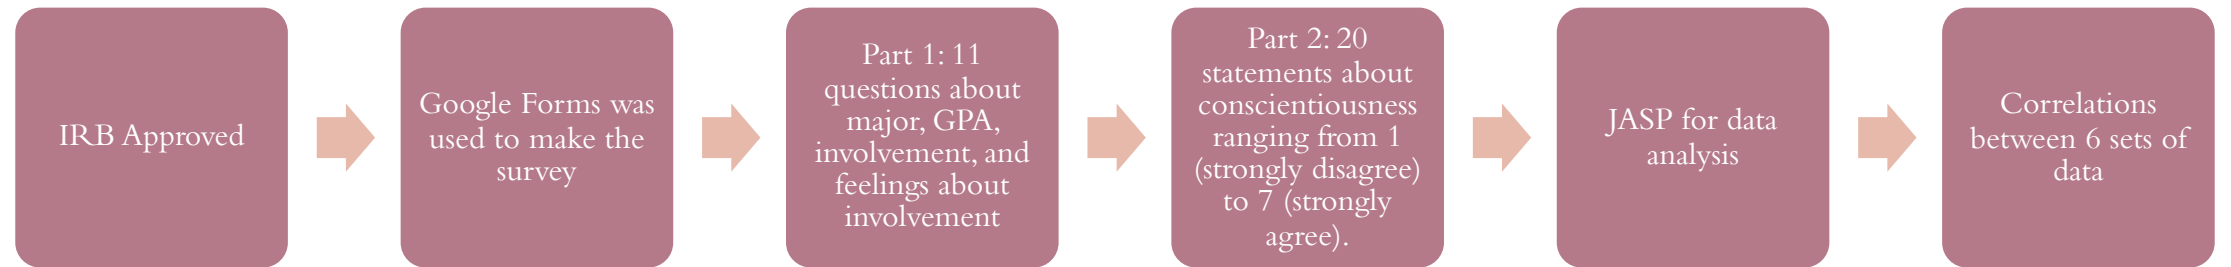 IRB Approved
Google Forms was
used to make the
survey
Part 1: 11
questions about
major, GPA,
involvement, and
feelings about
involvement
Part 2: 20
statements about
conscientiousness
ranging from 1
(strongly disagree)
to 7 (strongly
agree).
JASP for data
analysis
Correlations
between 6 sets of
data